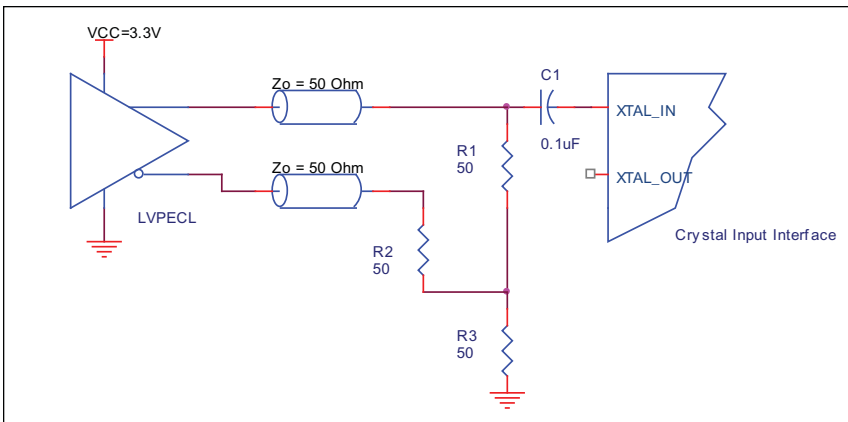 VCC=3.3V
Zo = 50 Ohm
C1
XTAL_IN
0.1uF
R1
50
Zo = 50 Ohm
XTAL_OUT
LVPECL
Crystal Input Interface
R2
50
R3
50